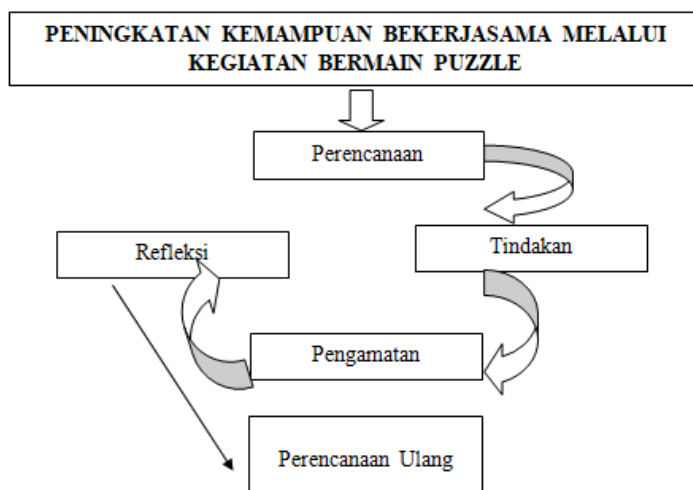 PENINGKATAN KEMAMPUAN BEKERJASAMA MELALUI
KEGIATAN BERMAIN PUZZLE
Perencanaan
Tindakan
Refleksi
Pengamatan
Perencanaan Ulang